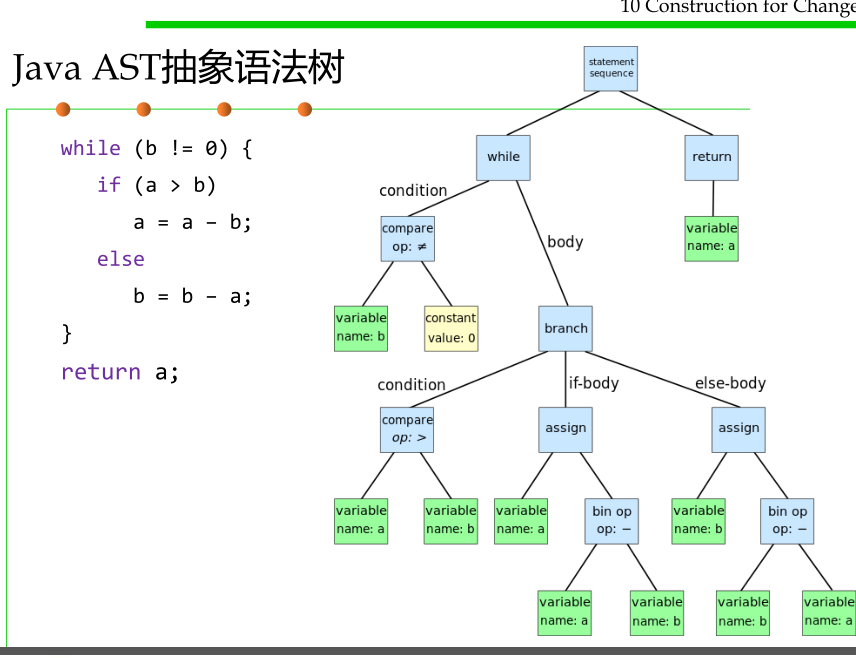 10 Construction for Change
Java AST抽象语法树
while (b != 0) {
if (a > b)
a = a – b;
else
b = b – a;
}
return a;
statement
sequence
while
return
condition
compare
op: ≠
body
variable
name: a
variable
name: b
constant
value: 0
branch
condition
if-body
else-body
compare
op: >
assign
assign
variable
name: a
variable
name: b
variable
name: a
bin op
op: −
variable
name: b
bin op
op: −
variable
name: a
variable
name: b
variable
name: b
variable
name: a